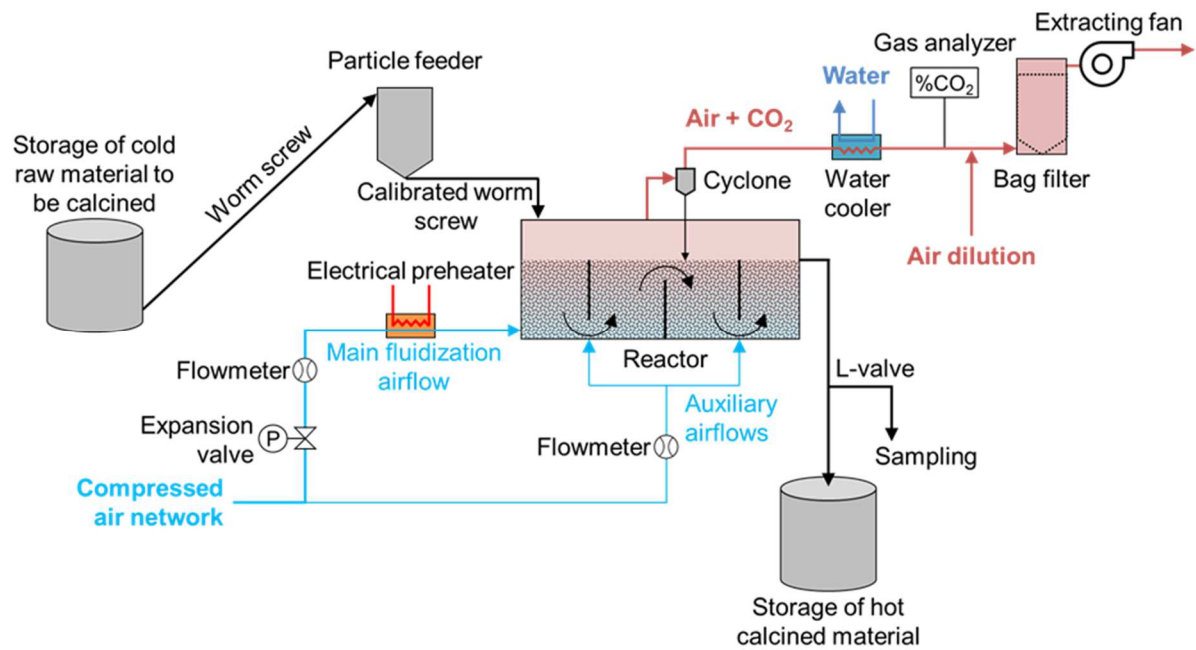 Extracting fan
Gas analyzer
Particle feeder
Water
%CO2
Air + CO2
Storage of cold
raw material to
be calcined
Worm screw
Cyclone
Water
cooler
Bag filter
Calibrated worm
screw
Air dilution
Electrical preheater
Main fluidization
airflow
Reactor
Flowmeter
L-valve
Auxiliary
airflows
Expansion
valve
P
Flowmeter
Sampling
Compressed
air network
Storage of hot
calcined material